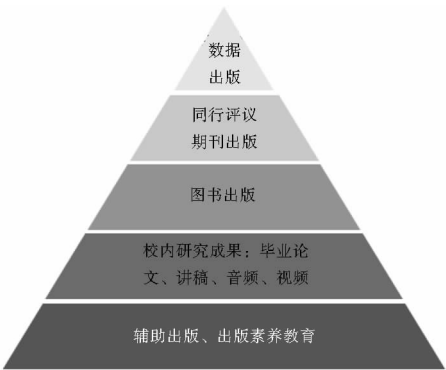 数据
出版
同行评议
期刊出版
图书出版
校内研究成果：毕业论
文、讲稿、音频、视频
辅助出版、出版素养教育